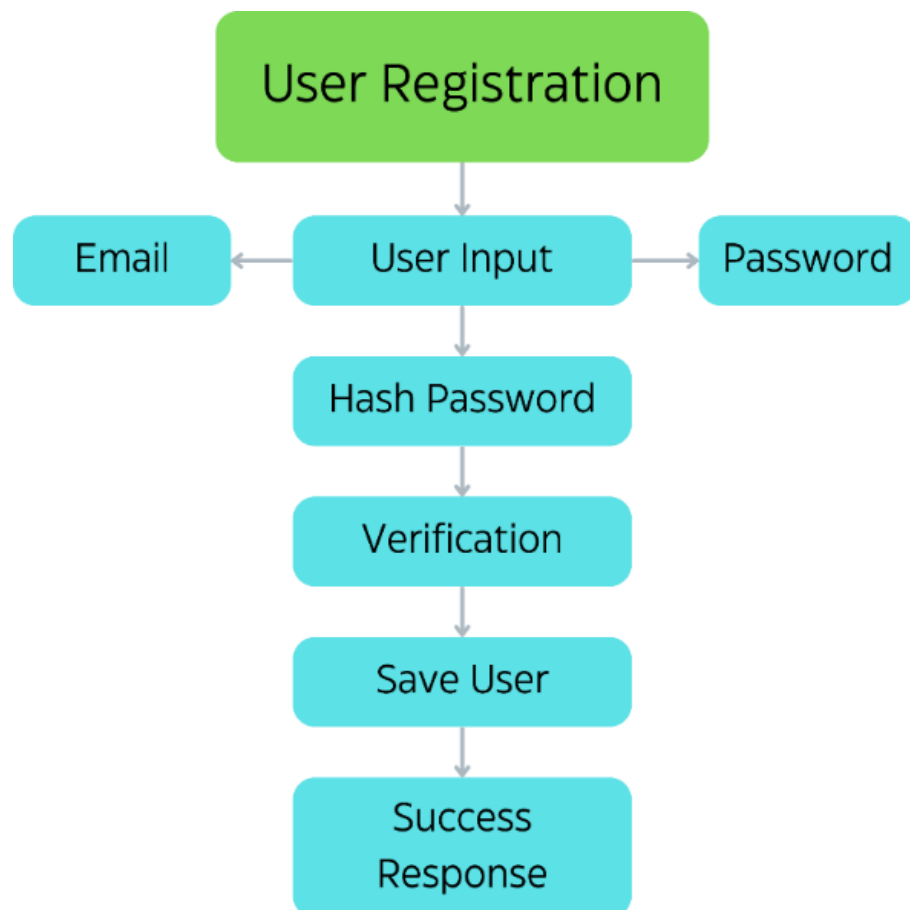 User Registration
Email
User Input
Password
Hash Password
Verification
Save User
Success
Response